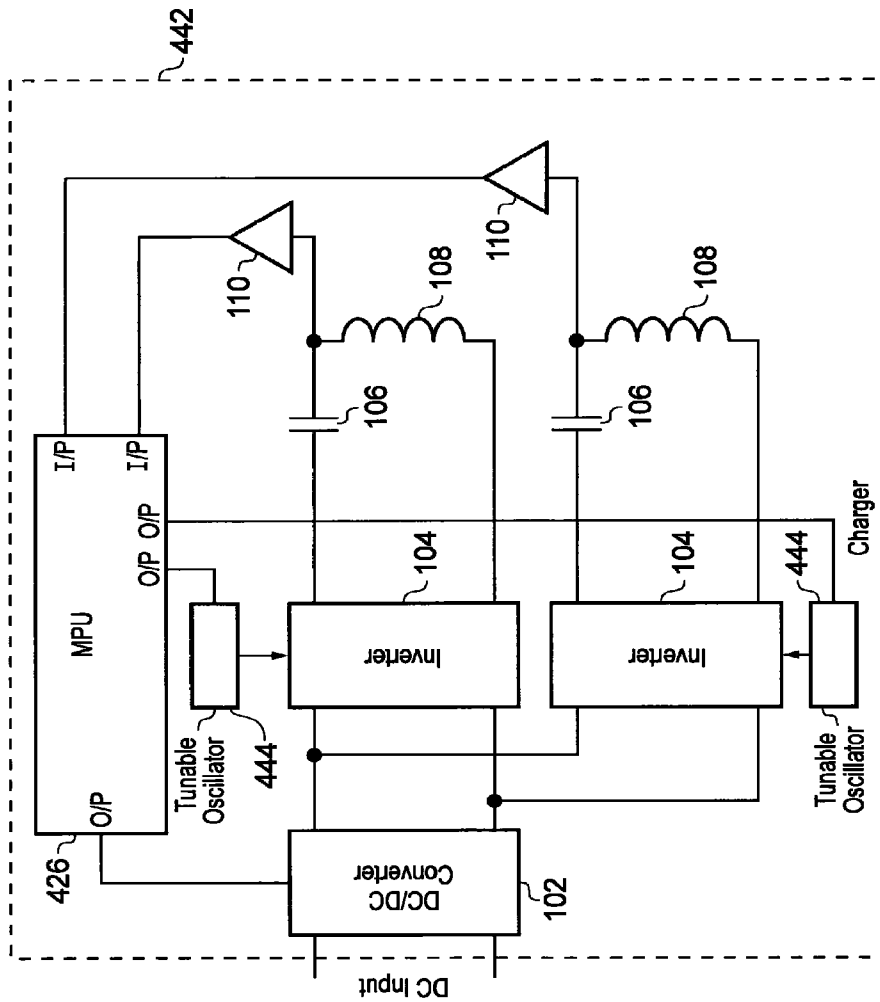 442
MPU
426
O/P
O/P
O/P
I/P
I/P
Tunable
Oscillator
444
110
110
DC Input
DC/DC
Converter
102
Inverter
104
106
108
Inverter
104
106
108
Tunable
Oscillator
444
Charger